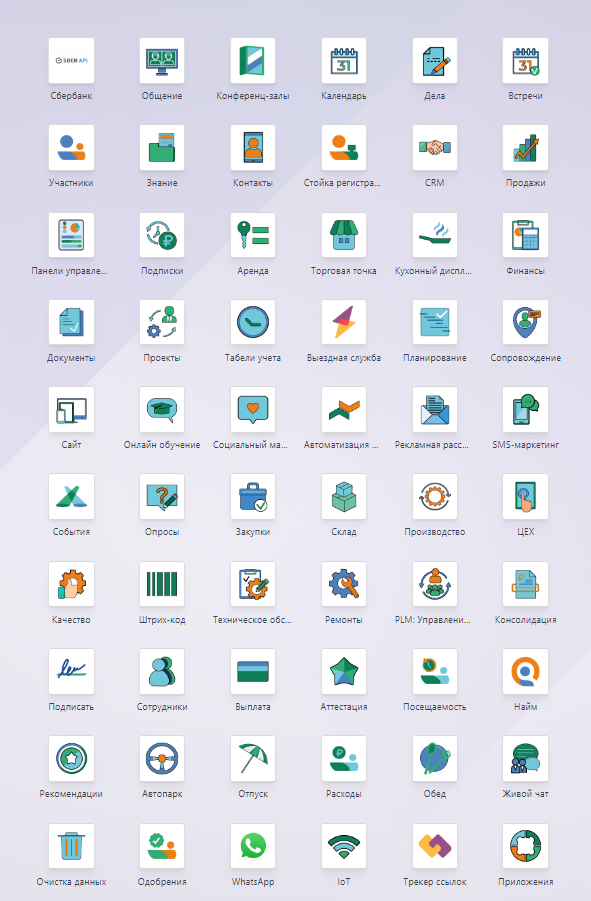 SBER API
Сбербанк
Общение
Конференц-залы
31
Календарь
Дела
31
Встречи
Участники
Знание
Контакты
Стойка регистра...
CRM
Продажи
Панели управле...
Подписки
Аренда
Торговая точка
Кухонный диспл...
Финансы
Документы
Проекты
Табели учета
Выездная служба
Планирование
Сопровождение
Сайт
Онлайн обучение
Социальный ма...
Автоматизация ...
Рекламная расс...
SMS-маркетинг
События
Опросы
Закупки
Склад
Производство
ЦЕХ
Качество
Штрих-код
Техническое обс...
Ремонты
PLM: Управлени...
Консолидация
Подписать
Сотрудники
Выплата
Аттестация
Посещаемость
Найм
Рекомендации
Автопарк
Отпуск
Расходы
Обед
Живой чат
Очистка данных
Одобрения
WhatsApp
IoT
Трекер ссылок
Приложения